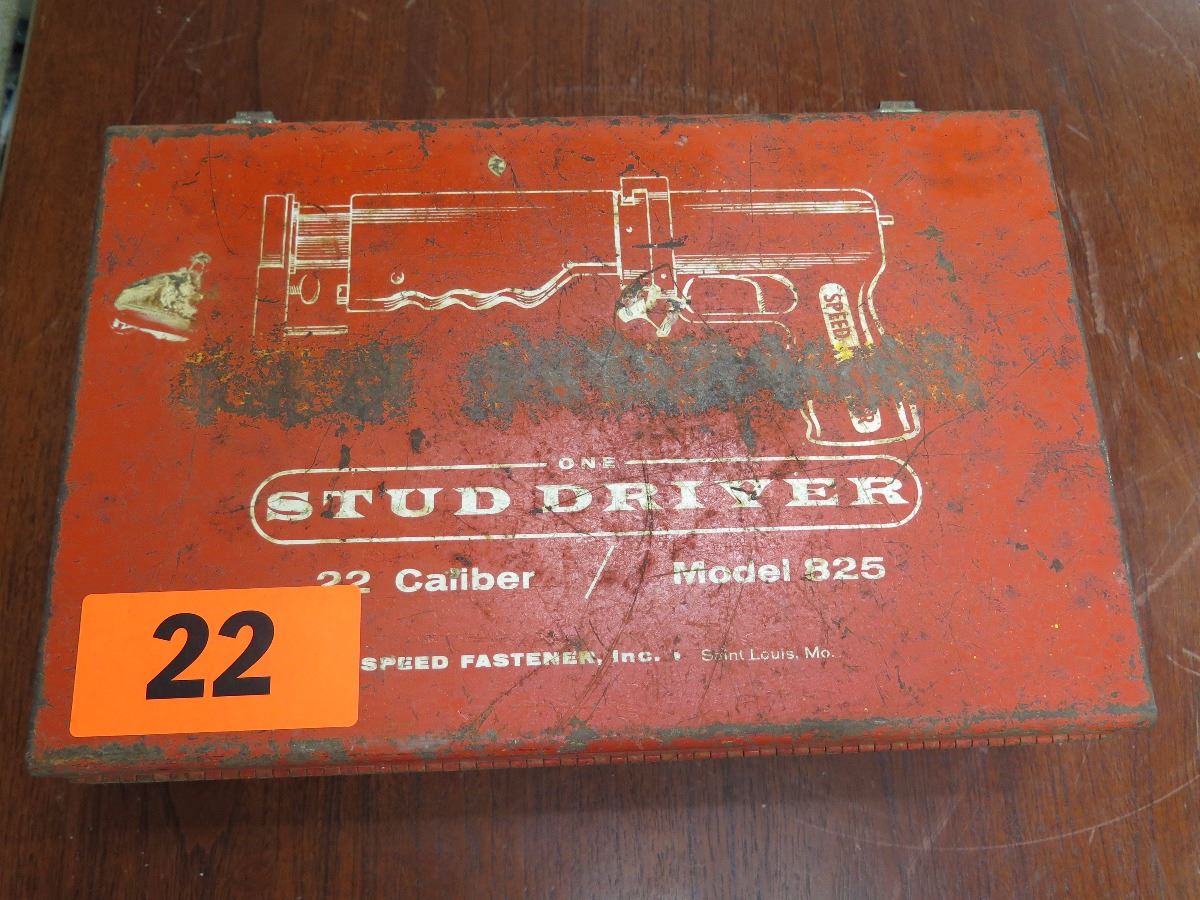 SPEED
ONE
STUD DRIVER
22 Caliber / Model 825
22
SPEED FASTENER, Inc. • Saint Louis, Mo.